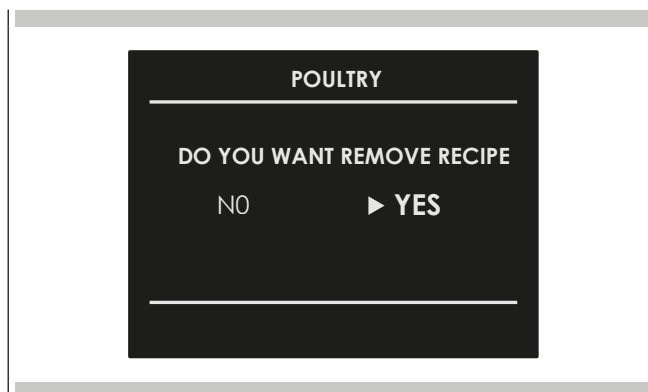 POULTRY
DO YOU WANT REMOVE RECIPE
N0 ▶ YES